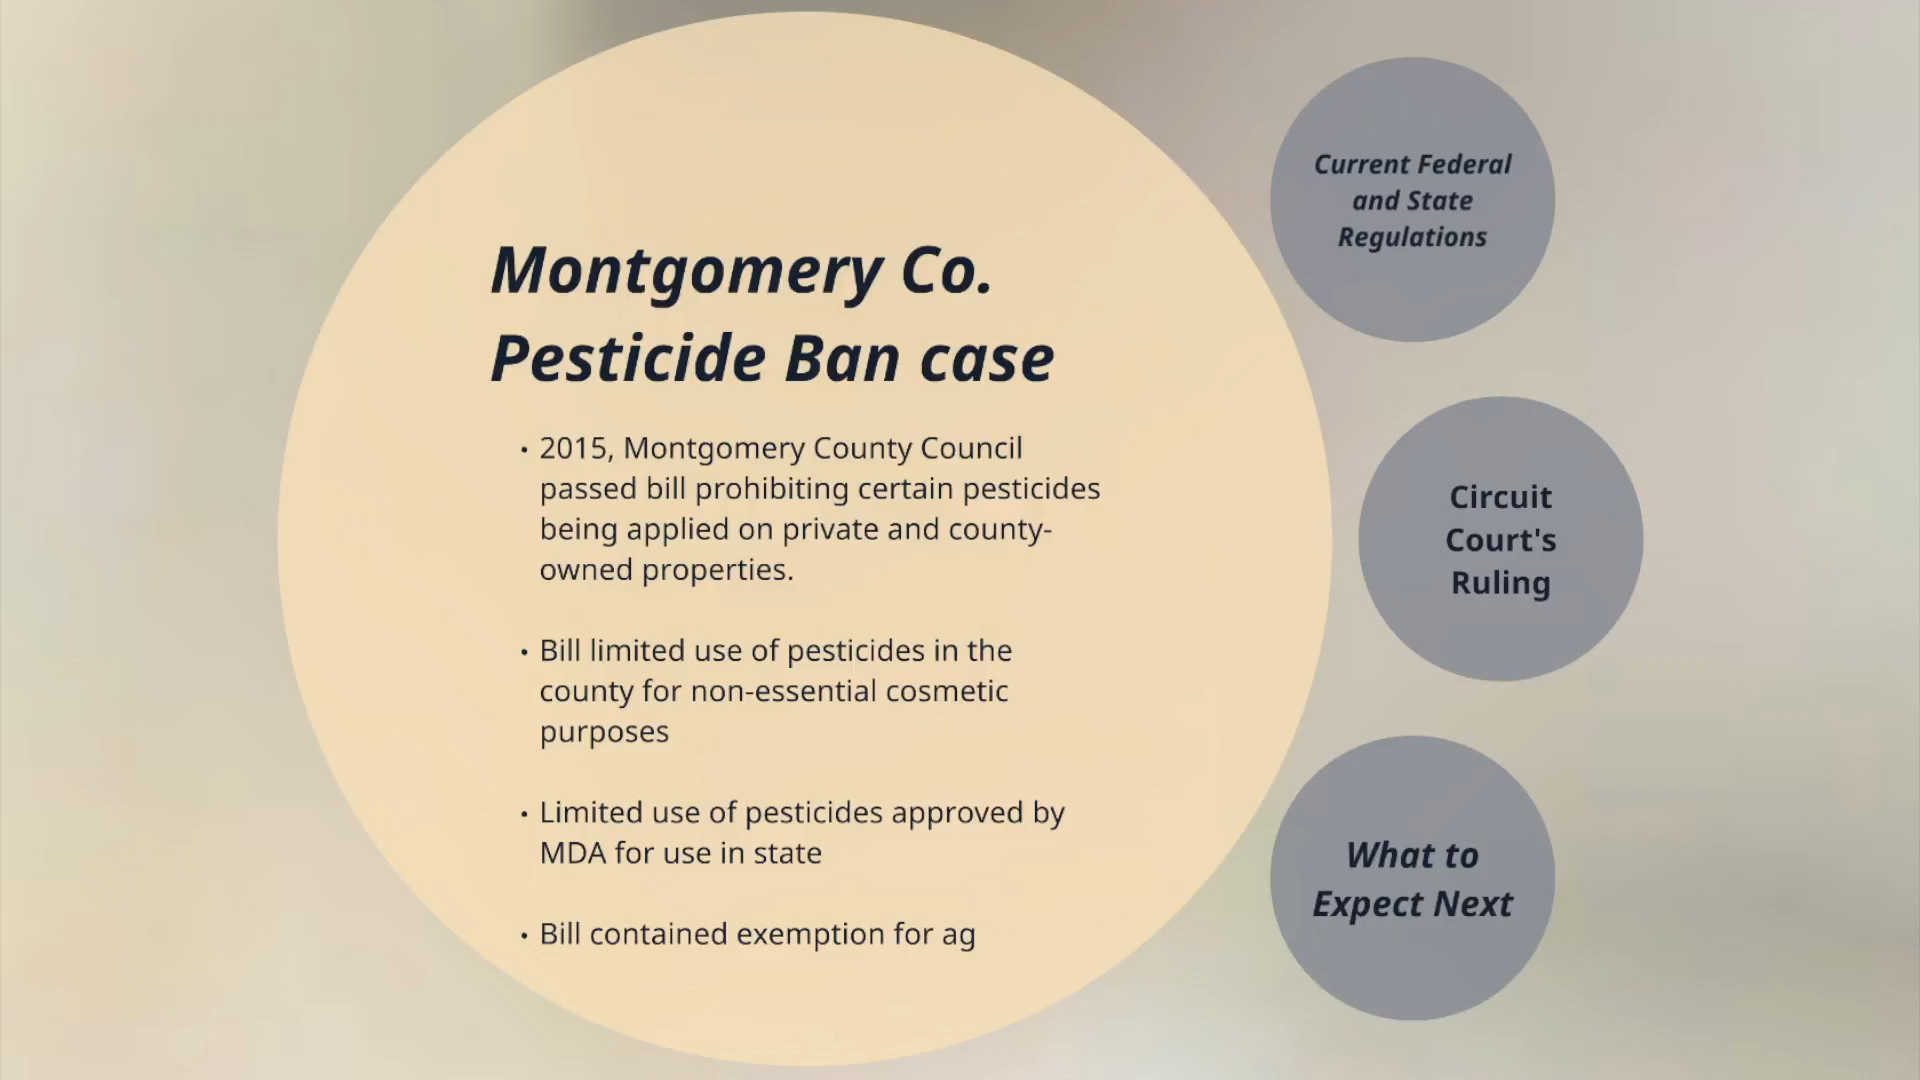 Montgomery Co.
Pesticide Ban case
• 2015, Montgomery County Council
passed bill prohibiting certain pesticides
being applied on private and county-
owned properties.
• Bill limited use of pesticides in the
county for non-essential cosmetic
purposes
• Limited use of pesticides approved by
MDA for use in state
• Bill contained exemption for ag
Current Federal
and State
Regulations
Circuit
Court's
Ruling
What to
Expect Next